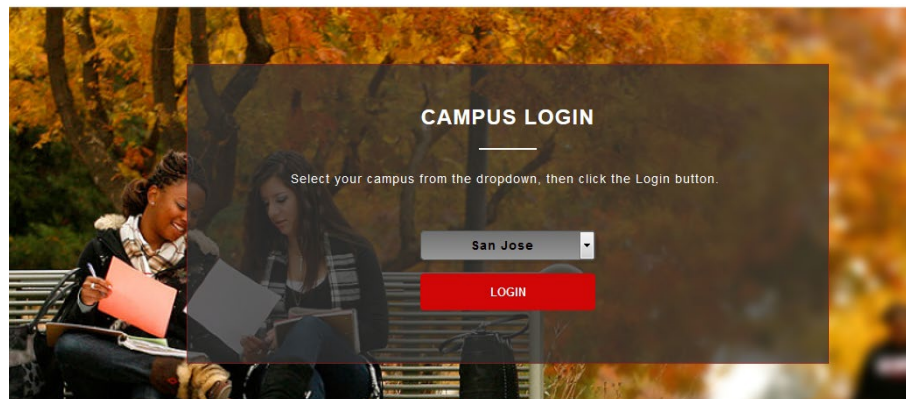 CAMPUS LOGIN
Select your campus from the dropdown, then click the Login button.
San Jose
LOGIN